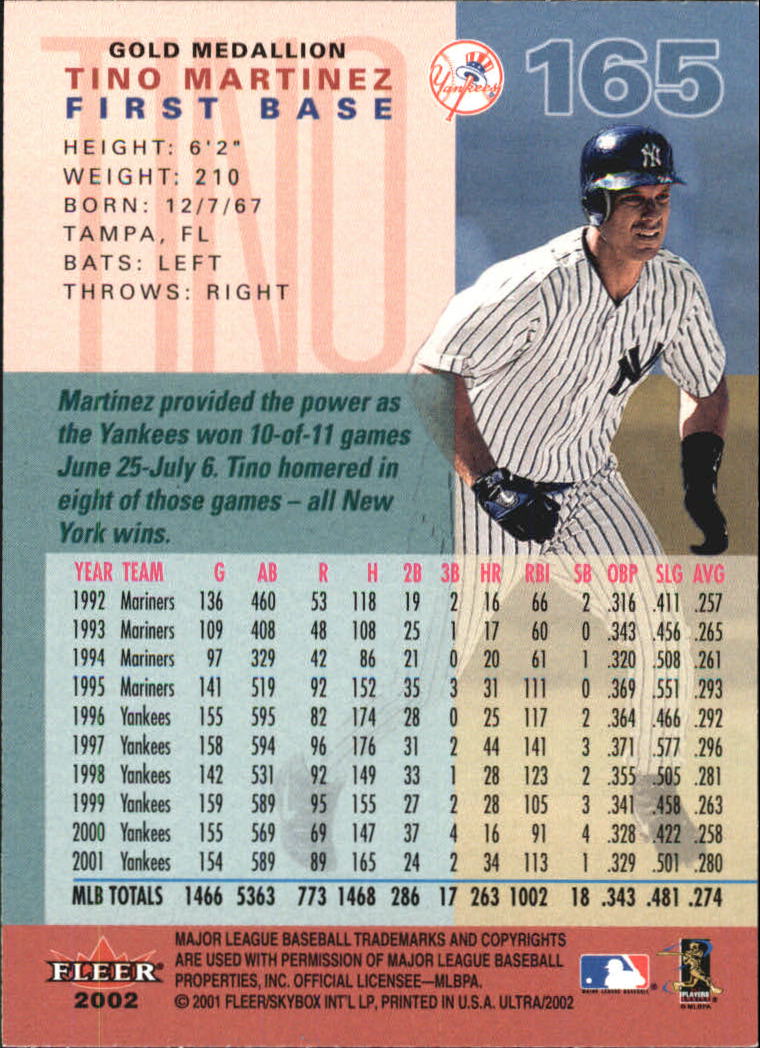 TINO
GOLD MEDALLION
TINO MARTINEZ
FIRST BASE
Yankees
165
HEIGHT: 6'2"
WEIGHT: 210
BORN: 12/7/67
TAMPA, FL
BATS: LEFT
THROWS: RIGHT
NY
NY
Martinez provided the power as
the Yankees won 10-of-11 games
June 25-July 6. Tino homered in
eight of those games – all New
York wins.
YEAR TEAM G AB R H 2B 3B HR RBI SB OBP SLG AVG
1992 Mariners 136 460 53 118 19 2 16 66 2 .316 .411 .257
1993 Mariners 109 408 48 108 25 1 17 60 0 .343 .456 .265
1994 Mariners 97 329 42 86 21 0 20 61 1 .320 .508 .261
1995 Mariners 141 519 92 152 35 3 31 111 0 .369 .551 .293
1996 Yankees 155 595 82 174 28 0 25 117 2 .364 .466 .292
1997 Yankees 158 594 96 176 31 2 44 141 3 .371 .577 .296
1998 Yankees 142 531 92 149 33 1 28 123 2 .355 .505 .281
1999 Yankees 159 589 95 155 27 2 28 105 3 .341 .458 .263
2000 Yankees 155 569 69 147 37 4 16 91 4 .328 .422 .258
2001 Yankees 154 589 89 165 24 2 34 113 1 .329 .501 .280
MLB TOTALS 1466 5363 773 1468 286 17 263 1002 18 .343 .481 .274
FLEER
2002
MAJOR LEAGUE BASEBALL TRADEMARKS AND COPYRIGHTS
ARE USED WITH PERMISSION OF MAJOR LEAGUE BASEBALL
PROPERTIES, INC. OFFICIAL LICENSEE—MLBPA.
© 2001 FLEER/SKYBOX INT'L LP, PRINTED IN U.S.A. ULTRA/2002
MAJOR LEAGUE BASEBALL
PLAYERS
© MLBPA